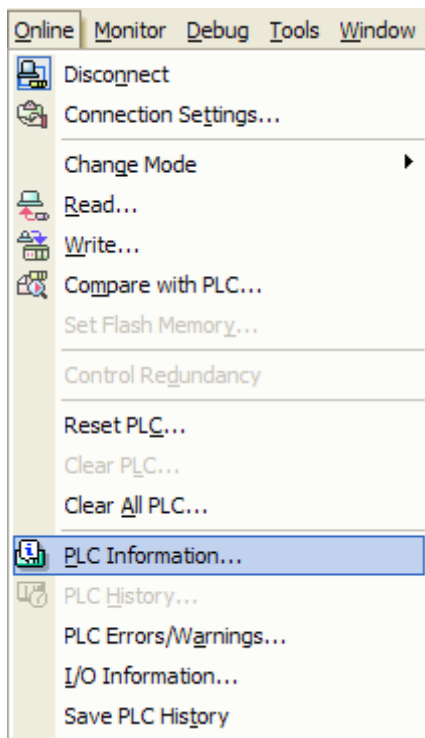 Online Monitor Debug Tools Window
Disconnect
Connection Settings...
Change Mode
Read...
Write...
Compare with PLC...
Set Flash Memory...
Control Redundancy
Reset PLC...
Clear PLC...
Clear All PLC...
PLC Information...
PLC History...
PLC Errors/Warnings...
I/O Information...
Save PLC History